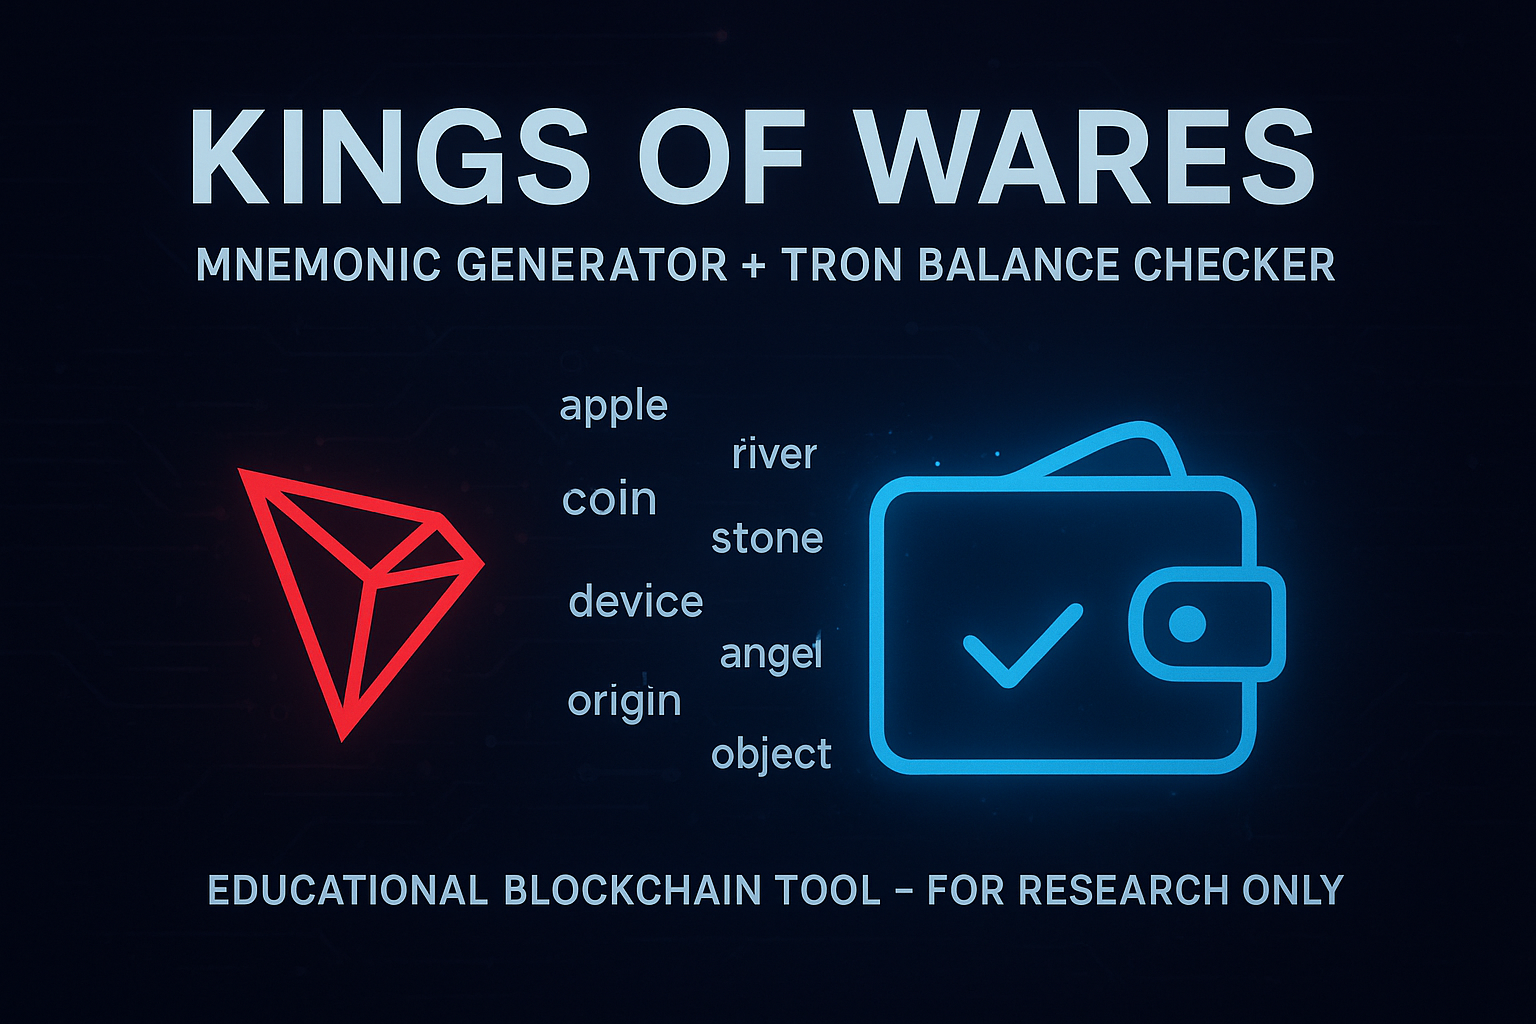 KINGS OF WARES
MNEMONIC GENERATOR + TRON BALANCE CHECKER
apple
river
coin
stone
device
angel
origin
object
EDUCATIONAL BLOCKCHAIN TOOL – FOR RESEARCH ONLY